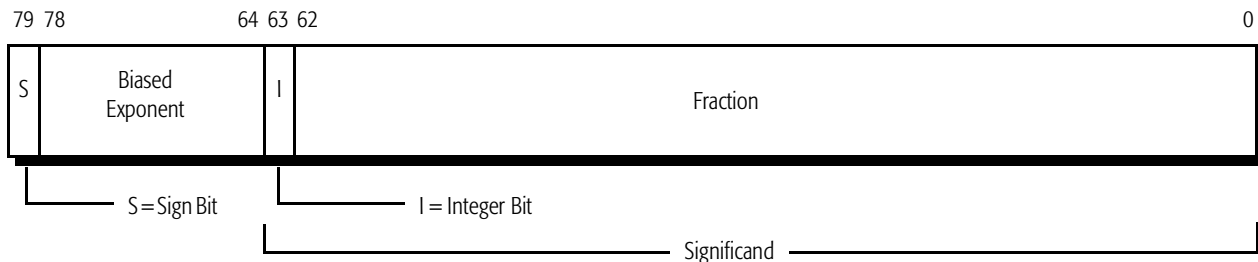 79 78 64 63 62 0
S
Biased
Exponent
I
Fraction
S = Sign Bit
I = Integer Bit
Significand